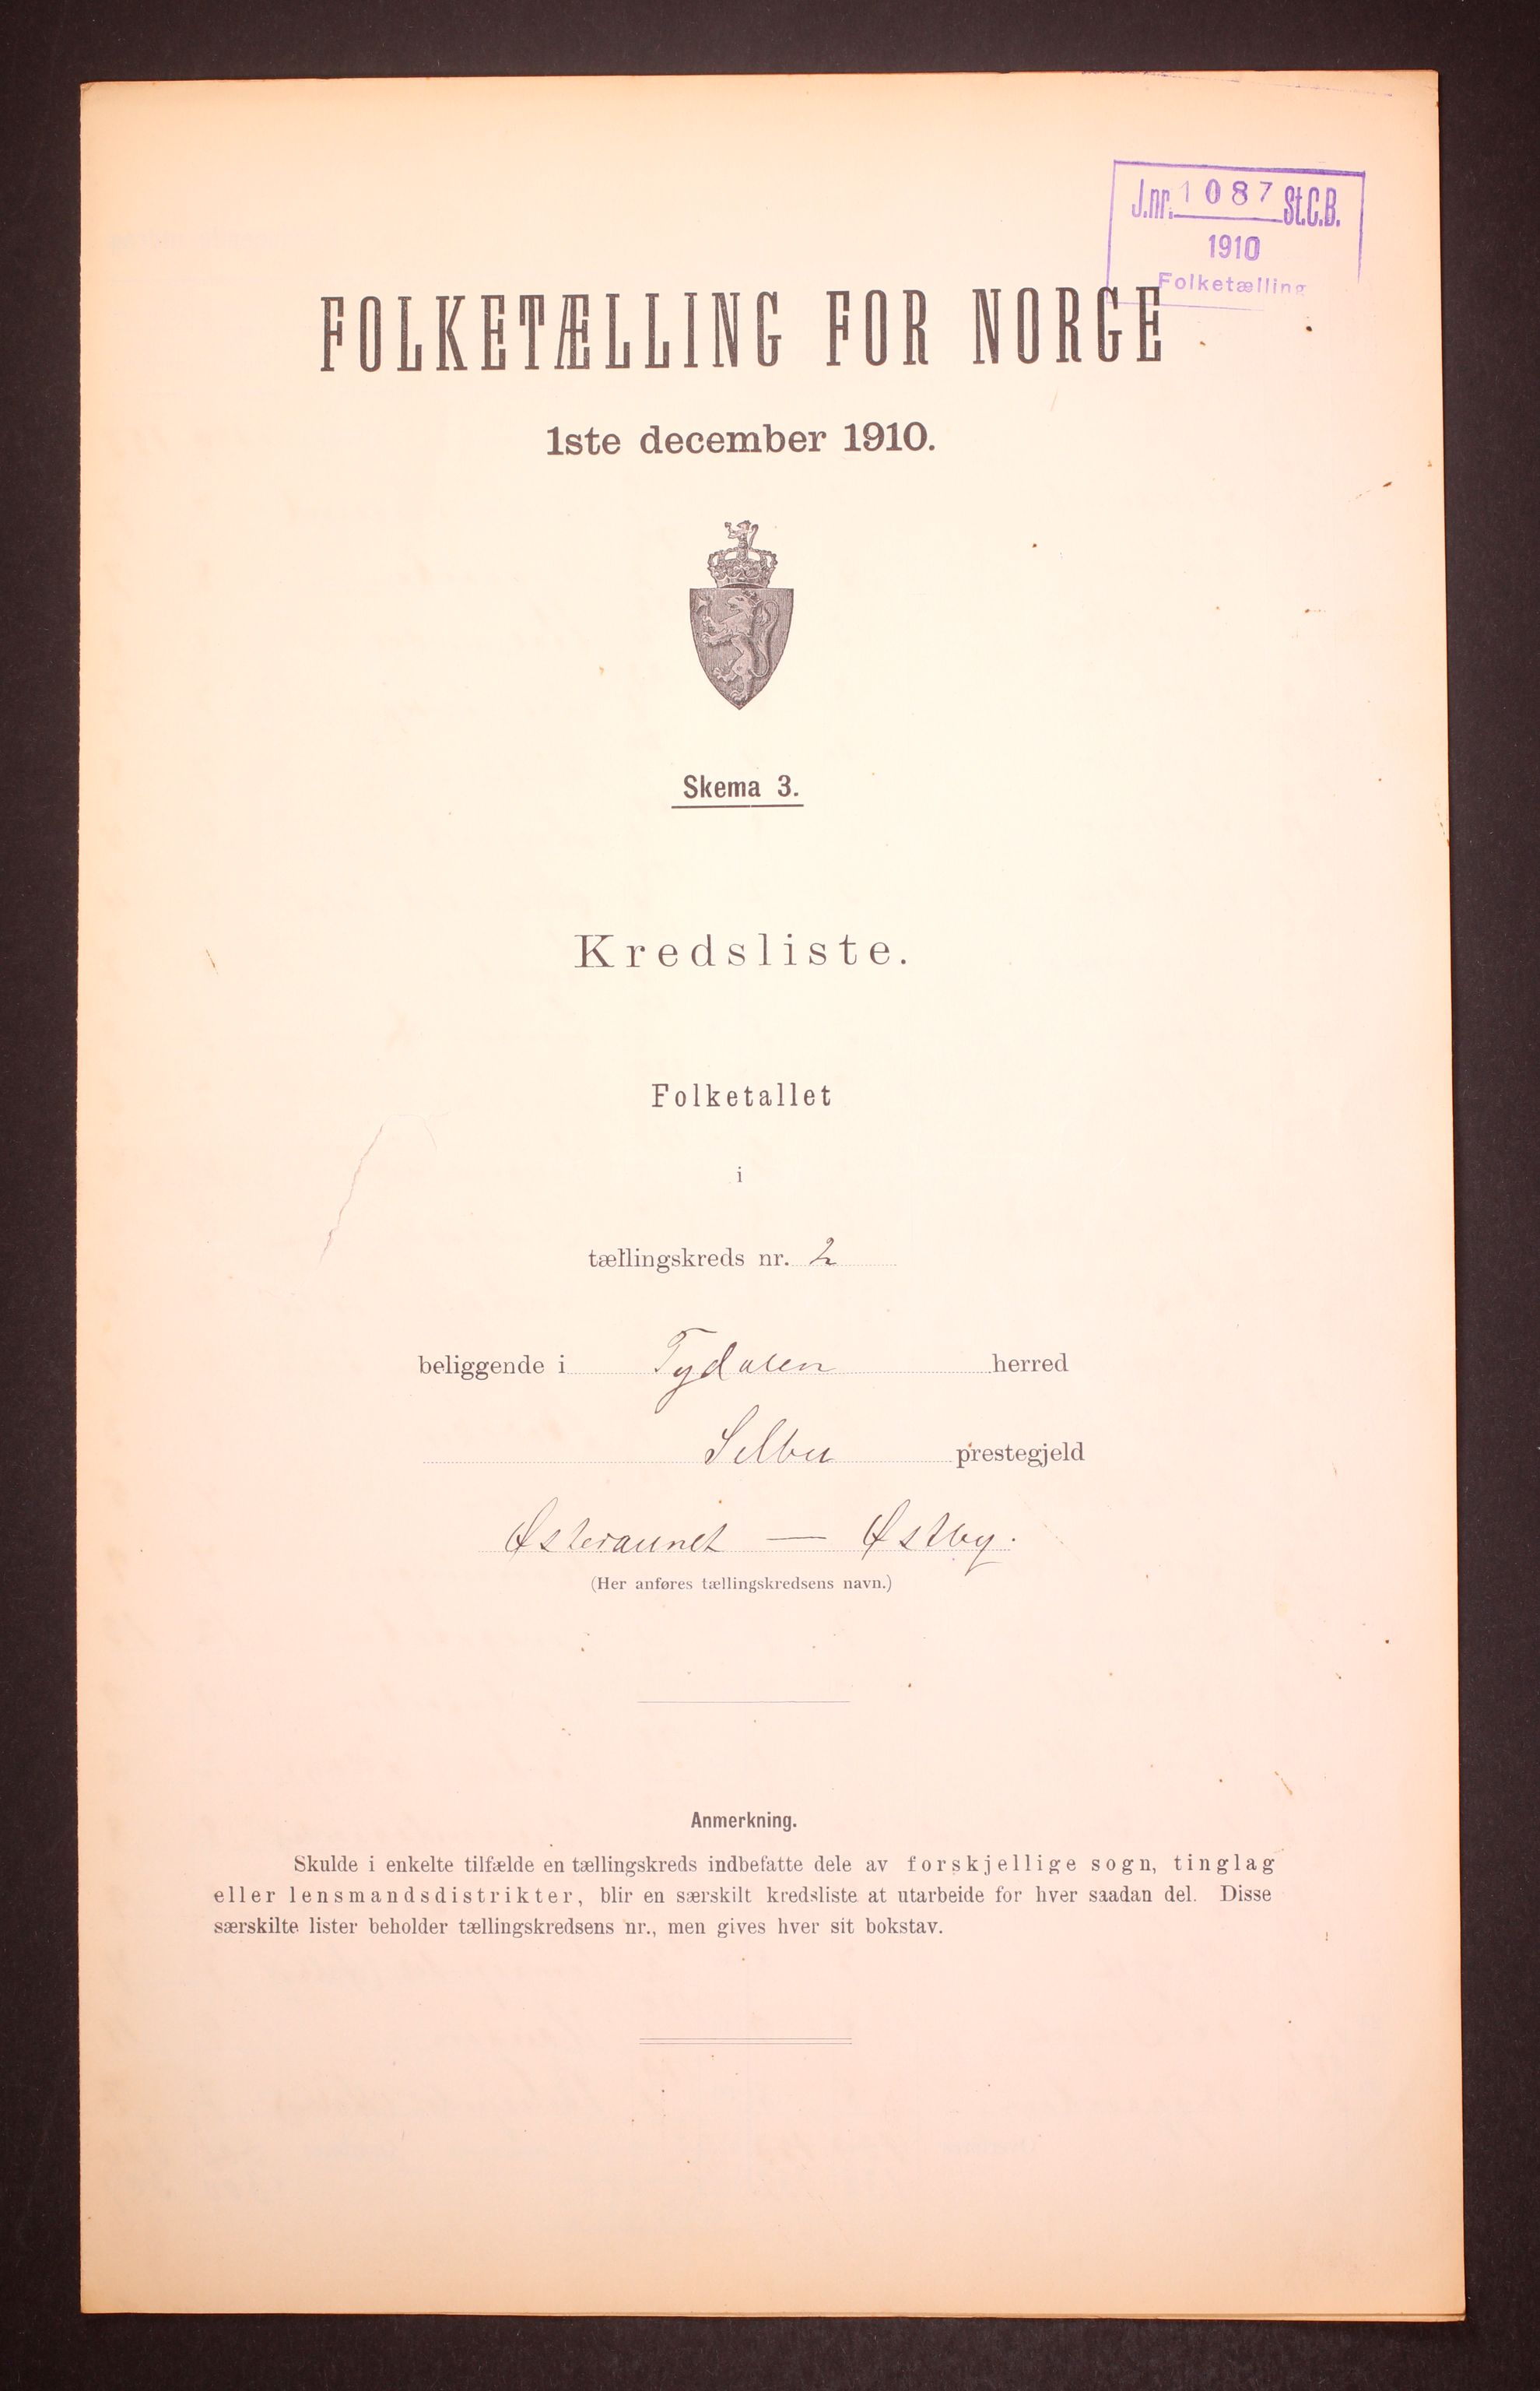 J.nr. 1087 St.C.B.
1910
Folketælling
FOLKETÆLLING FOR NORGE
1ste december 1910.
Skema 3.
Kredsliste.
Folketallet
i
tællingskreds nr. 2
beliggende i Tydalen herred
Selbu prestegjeld
Østeraunet — Østby.
(Her anføres tællingskredsens navn.)
Anmerkning.
Skulde i enkelte tilfælde en tællingskreds indbefatte dele av forskjellige sogn, tinglag
eller lensmandsdistrikter, blir en særskilt kredsliste at utarbeide for hver saadan del. Disse
særskilte lister beholder tællingskredsens nr., men gives hver sit bokstav.